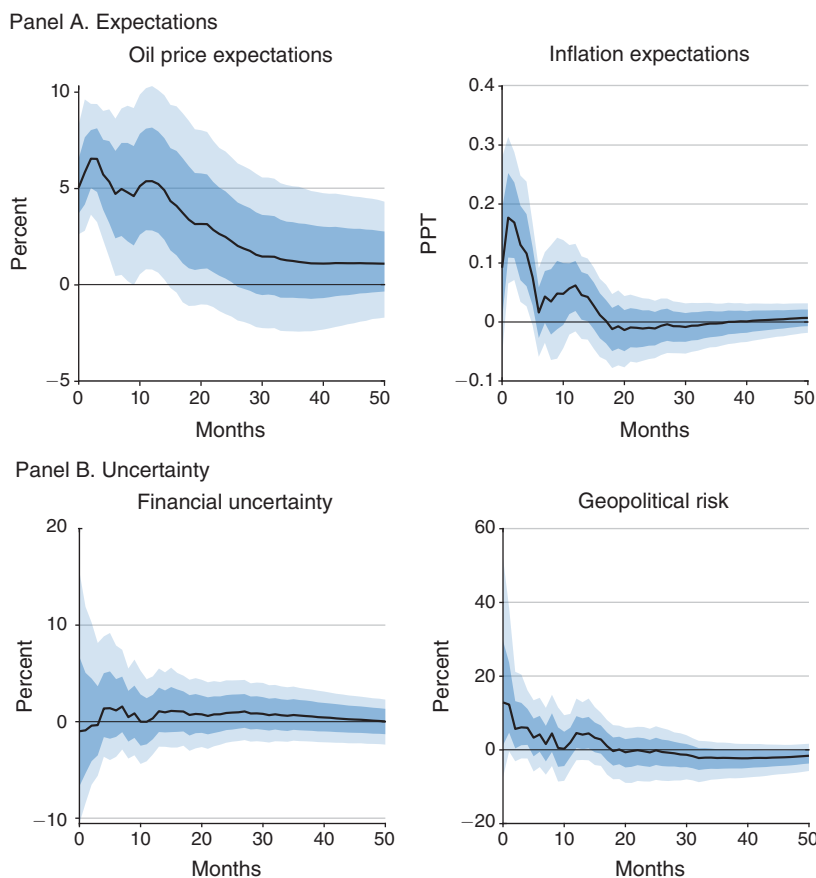 Panel A. Expectations
Oil price expectations
10
5
0
−5
Percent
0 10 20 30 40 50
Months
Inflation expectations
0.4
0.3
0.2
0.1
0
−0.1
PPT
0 10 20 30 40 50
Months
Panel B. Uncertainty
Financial uncertainty
20
10
0
−10
Percent
0 10 20 30 40 50
Months
Geopolitical risk
60
40
20
0
−20
Percent
0 10 20 30 40 50
Months